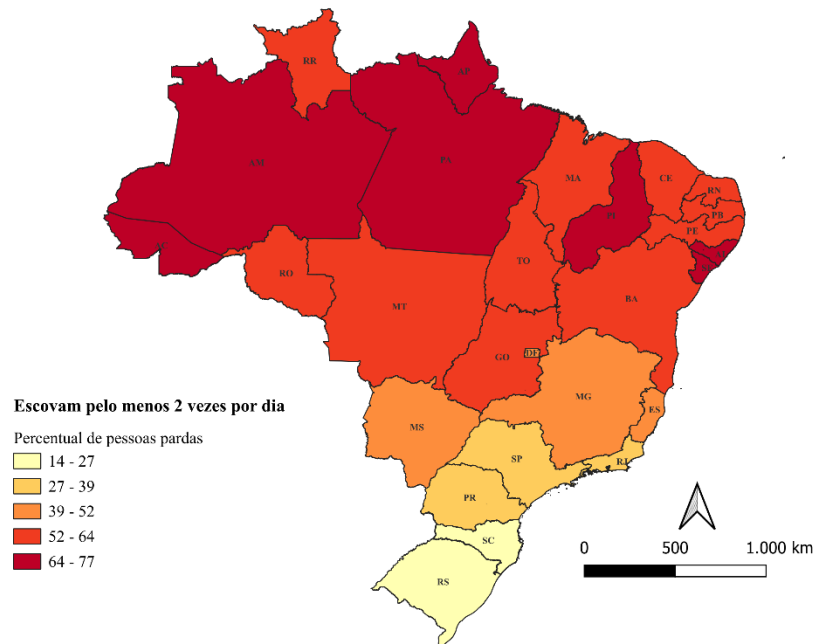 RR
AP
AM
PA
MA
CE
RN
PB
PE
PI
AC
RO
TO
BA
MT
GO
DF
MG
ES
MS
SP
RJ
PR
SC
RS
Escovam pelo menos 2 vezes por dia
Percentual de pessoas pardas
14 - 27
27 - 39
39 - 52
52 - 64
64 - 77
0 500 1.000 km